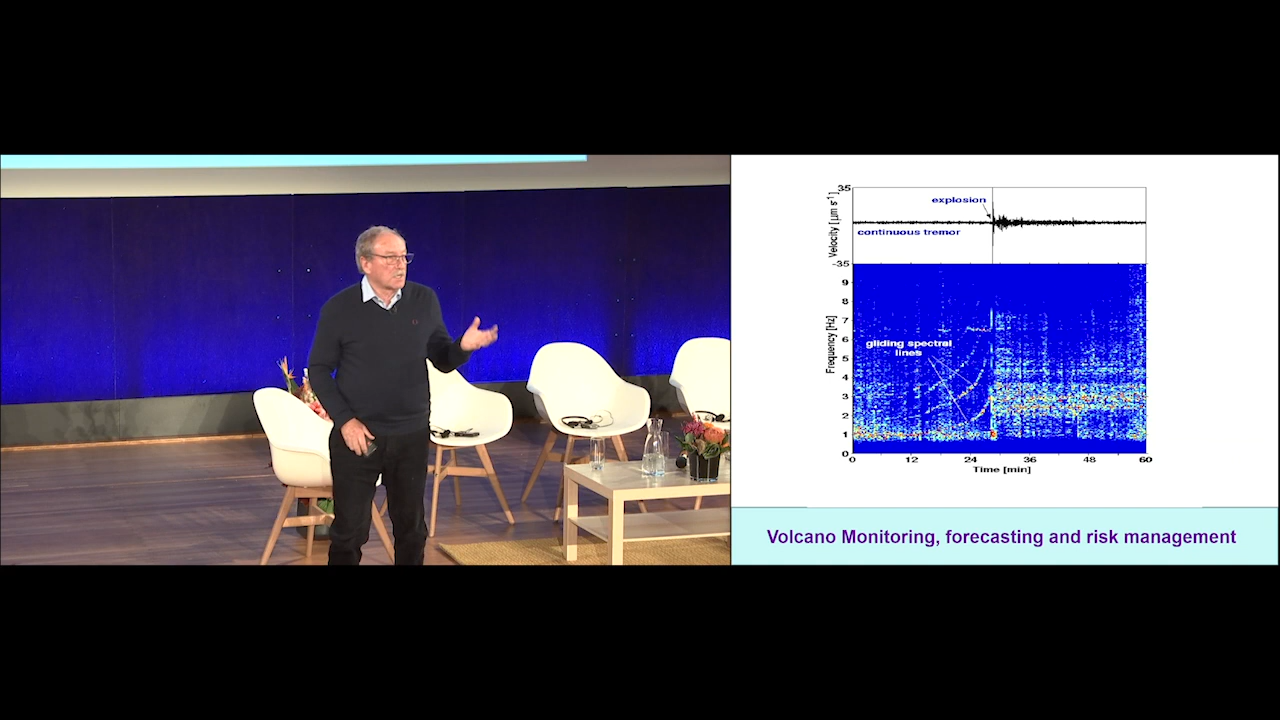 35
explosion
continuous tremor
Velocity [µm s⁻¹]
-35
9
8
7
6
5
4
3
2
1
0
Frequency [Hz]
gliding spectral
lines
0 12 24 36 48 60
Time [min]
Volcano Monitoring, forecasting and risk management